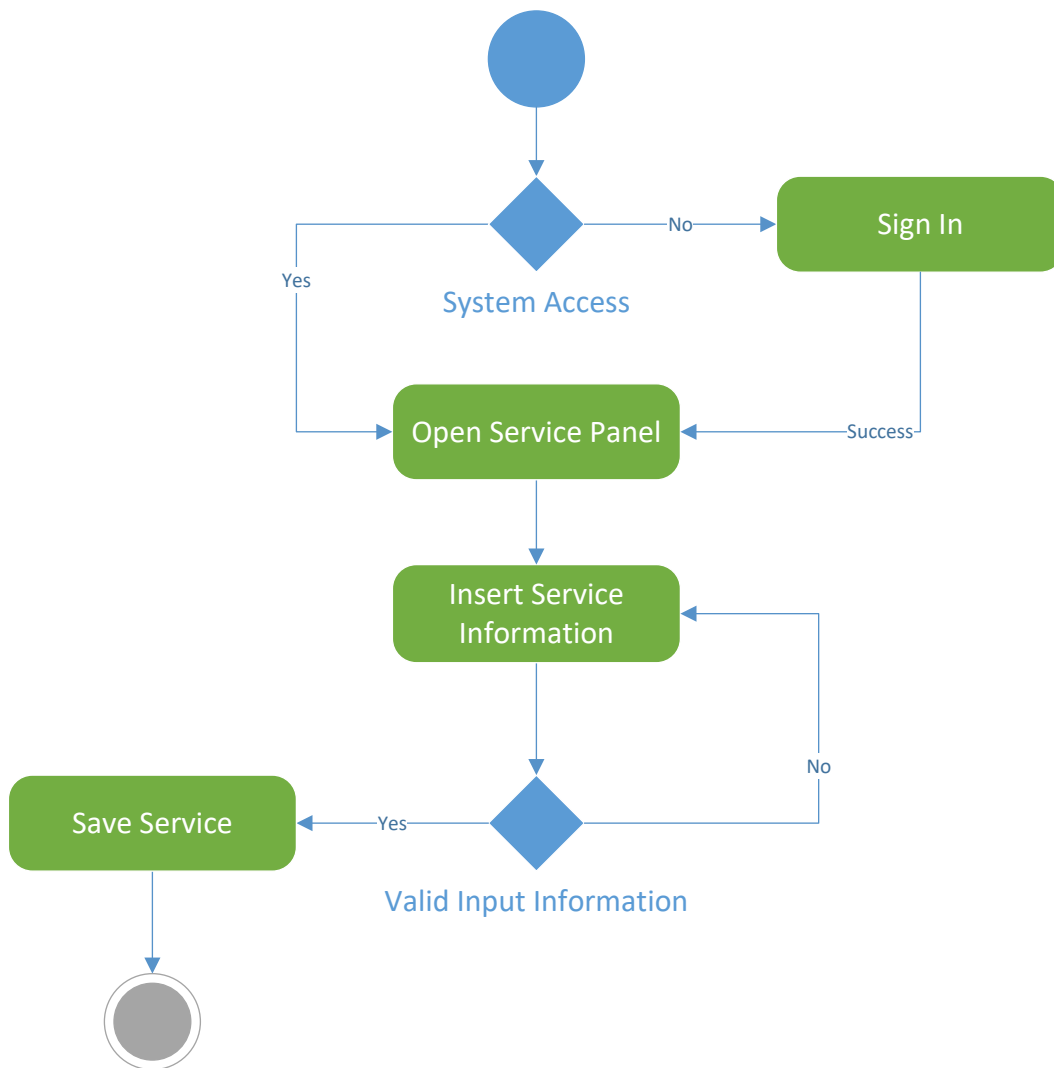 No
Sign In
Yes
System Access
Open Service Panel
Success
Insert Service
Information
No
Save Service
Yes
Valid Input Information